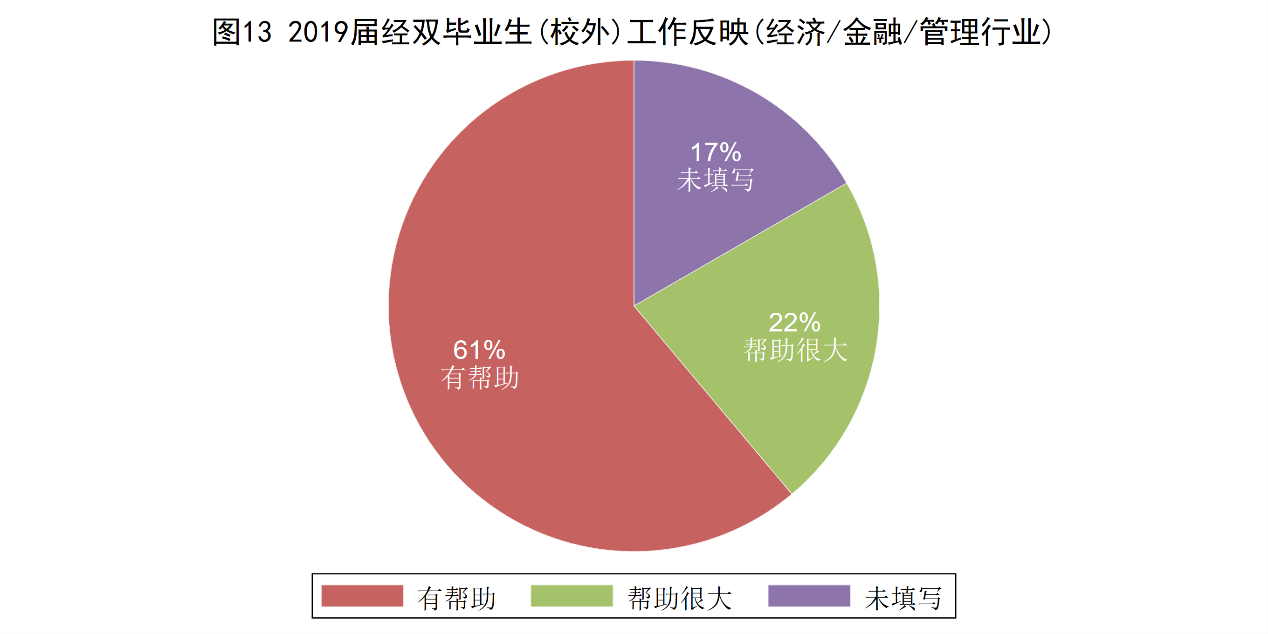 图13 2019届经双毕业生(校外)工作反映(经济/金融/管理行业)
17%
未填写
22%
帮助很大
61%
有帮助
有帮助 帮助很大 未填写